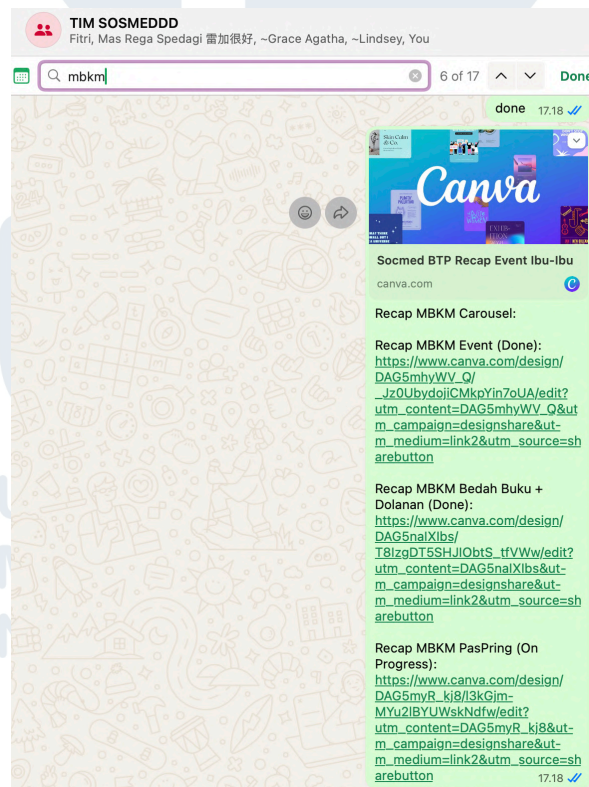 TIM SOSMEDDD
Fitri, Mas Rega Spedagi 雷加很好, ~Grace Agatha, ~Lindsey, You
mbkm
6 of 17
Done
done 17.18
Canva
Socmed BTP Recap Event Ibu-Ibu
canva.com
Recap MBKM Carousel:
Recap MBKM Event (Done):
https://www.canva.com/design/
DAG5mhyWV_Q/
_Jz0UbydojiCMkpYin7oUA/edit?
utm_content=DAG5mhyWV_Q&ut
m_campaign=designshare&ut-
m_medium=link2&utm_source=sh
arebutton
Recap MBKM Bedah Buku +
Dolanan (Done):
https://www.canva.com/design/
DAG5nalXIbs/
T8IzgDT5SHJIObtS_tfVWw/edit?
utm_content=DAG5nalXIbs&ut-
m_campaign=designshare&ut-
m_medium=link2&utm_source=sh
arebutton
Recap MBKM PasPring (On
Progress):
https://www.canva.com/design/
DAG5myR_kj8/l3kGjm-
MYu2lBYUWskNdfw/edit?
utm_content=DAG5myR_kj8&ut-
m_campaign=designshare&ut-
m_medium=link2&utm_source=sh
arebutton 17.18